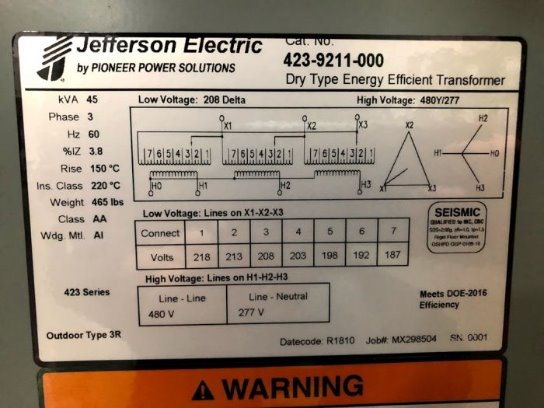 Jefferson Electric
by PIONEER POWER SOLUTIONS
Cat. No.
423-9211-000
Dry Type Energy Efficient Transformer
kVA 45
Phase 3
Hz 60
%IZ 3.8
Rise 150 °C
Ins. Class 220 °C
Weight 465 lbs
Class AA
Wdg. Mtl. Al
Low Voltage: 208 Delta
High Voltage: 480Y/277
X1 X2 X3
7 6 5 4 3 2 1 7 6 5 4 3 2 1 7 6 5 4 3 2 1
H0 H1 H2 H3
X2
X1 X3
H2
H1 H0
H3
Low Voltage: Lines on X1-X2-X3
Connect 1 2 3 4 5 6 7
Volts 218 213 208 203 198 192 187
SEISMIC
QUALIFIED to IBC, CBC
Rigid Floor Mounted
High Voltage: Lines on H1-H2-H3
Line - Line Line - Neutral
480 V 277 V
423 Series
Meets DOE-2016
Efficiency
Outdoor Type 3R
Datecode: R1810 Job#: MX298504 SN. 0001
WARNING